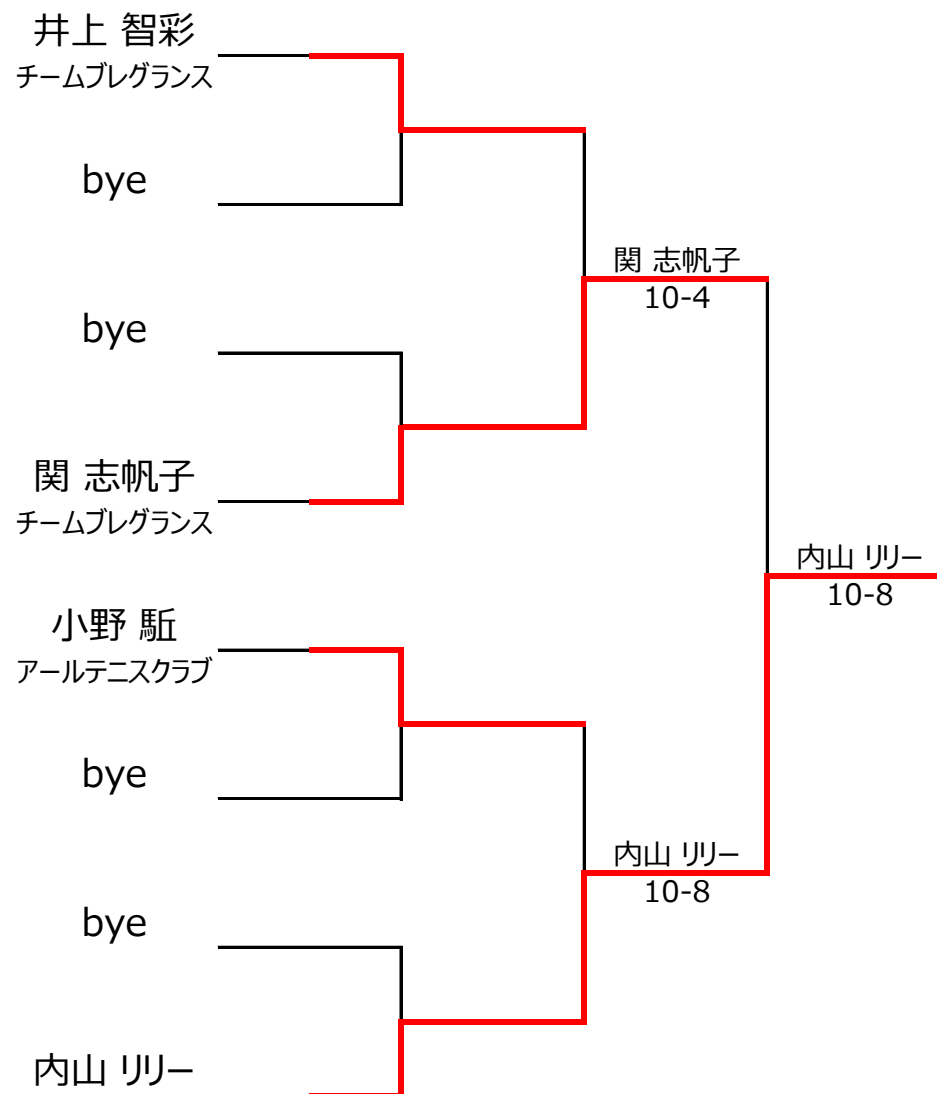 井上 智彩
チームブレグランス
bye
関 志帆子
10-4
bye
関 志帆子
チームブレグランス
内山 リリー
10-8
小野 駈
アールテニスクラブ
bye
内山 リリー
10-8
bye
内山 リリー